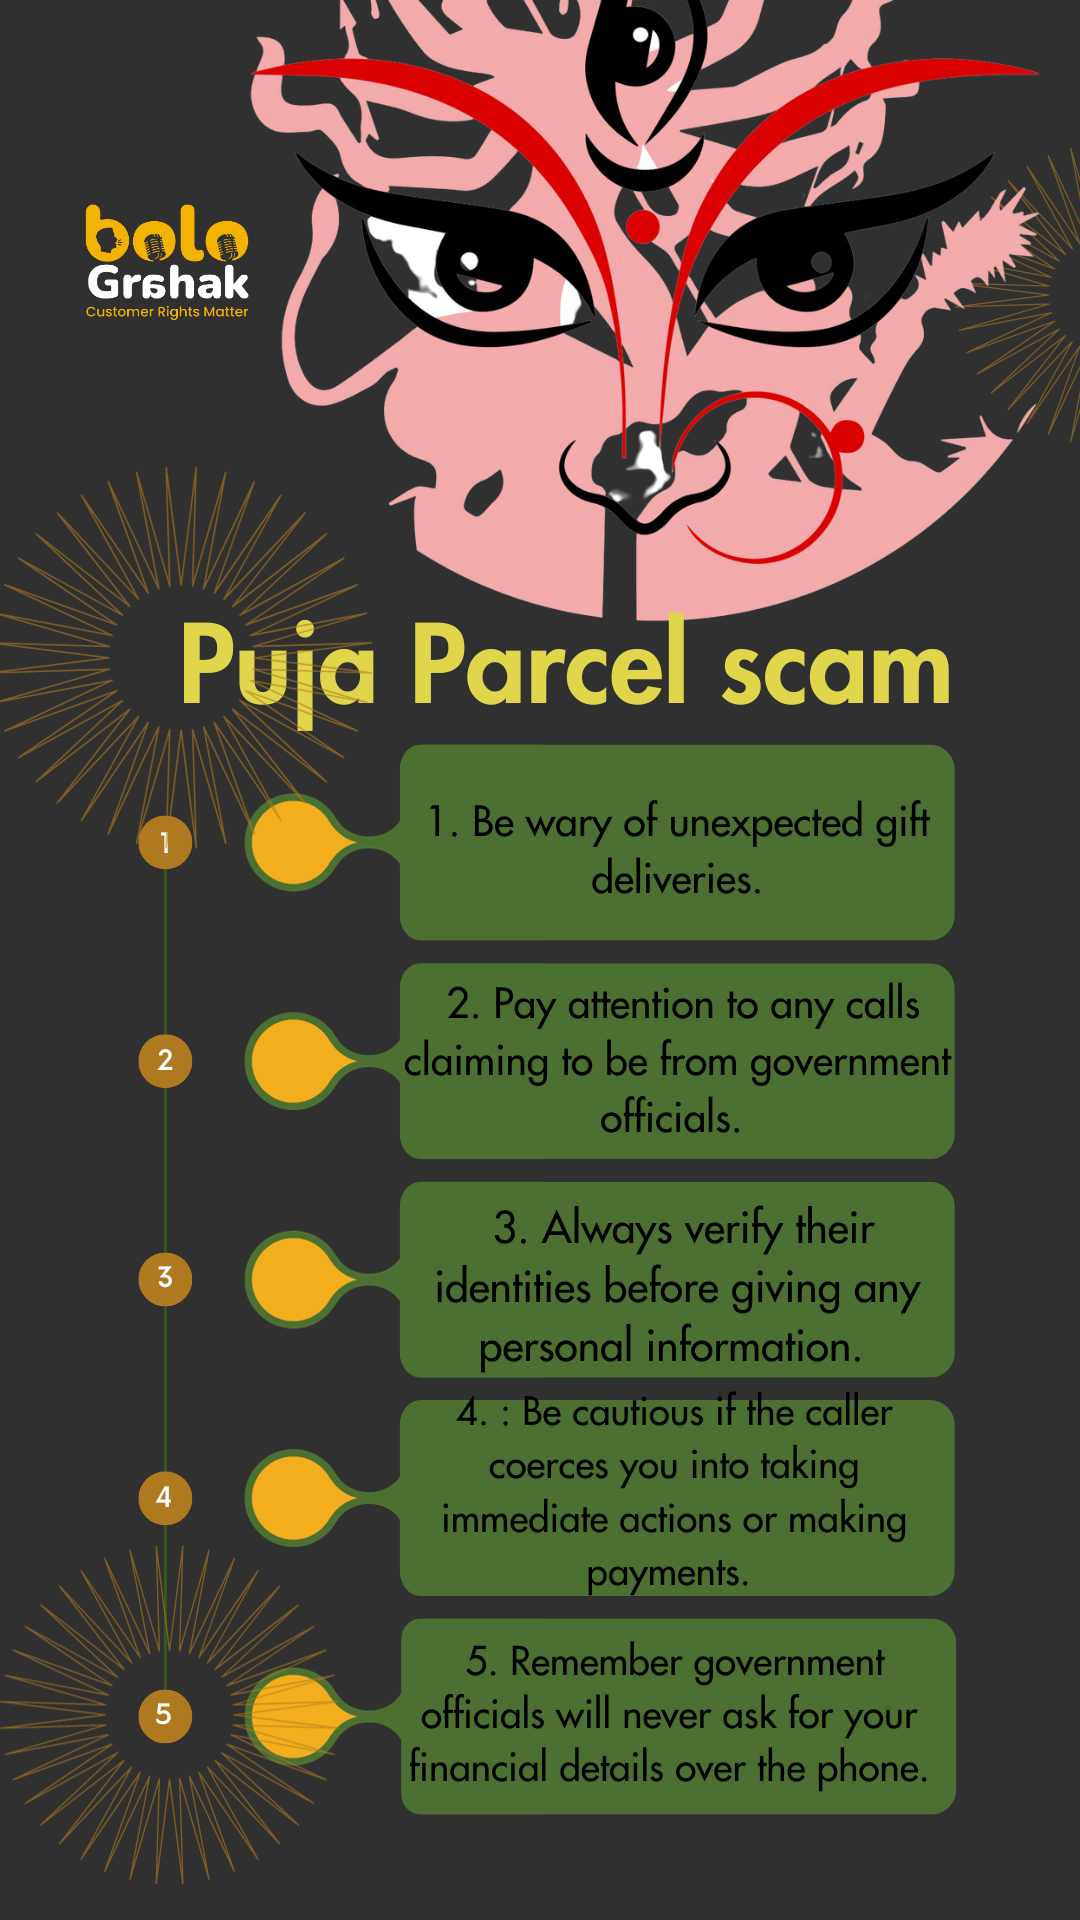 bolo
Grahak
Customer Rights Matter
Puja Parcel scam
1
1. Be wary of unexpected gift
deliveries.
2
2. Pay attention to any calls
claiming to be from government
officials.
3
3. Always verify their
identities before giving any
personal information.
4
4. : Be cautious if the caller
coerces you into taking
immediate actions or making
payments.
5
5. Remember government
officials will never ask for your
financial details over the phone.